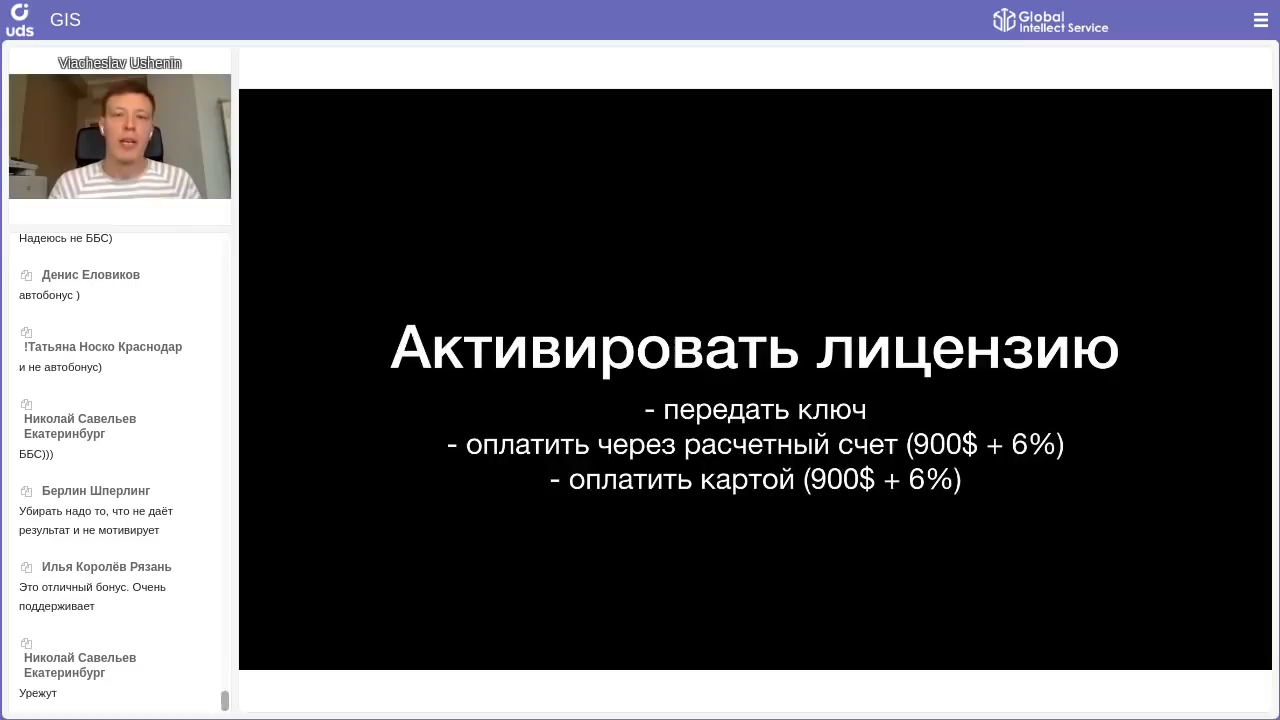 uds
GIS
Global
Intellect Service
Viacheslav Ushenin
Надеюсь не ББС)
Денис Еловиков
автобонус )
!Татьяна Носко Краснодар
и не автобонус)
Николай Савельев
Екатеринбург
ББС)))
Берлин Шперлинг
Убирать надо то, что не даёт
результат и не мотивирует
Илья Королёв Рязань
Это отличный бонус. Очень
поддерживает
Николай Савельев
Екатеринбург
Урежут
Активировать лицензию
- передать ключ
- оплатить через расчетный счет (900$ + 6%)
- оплатить картой (900$ + 6%)